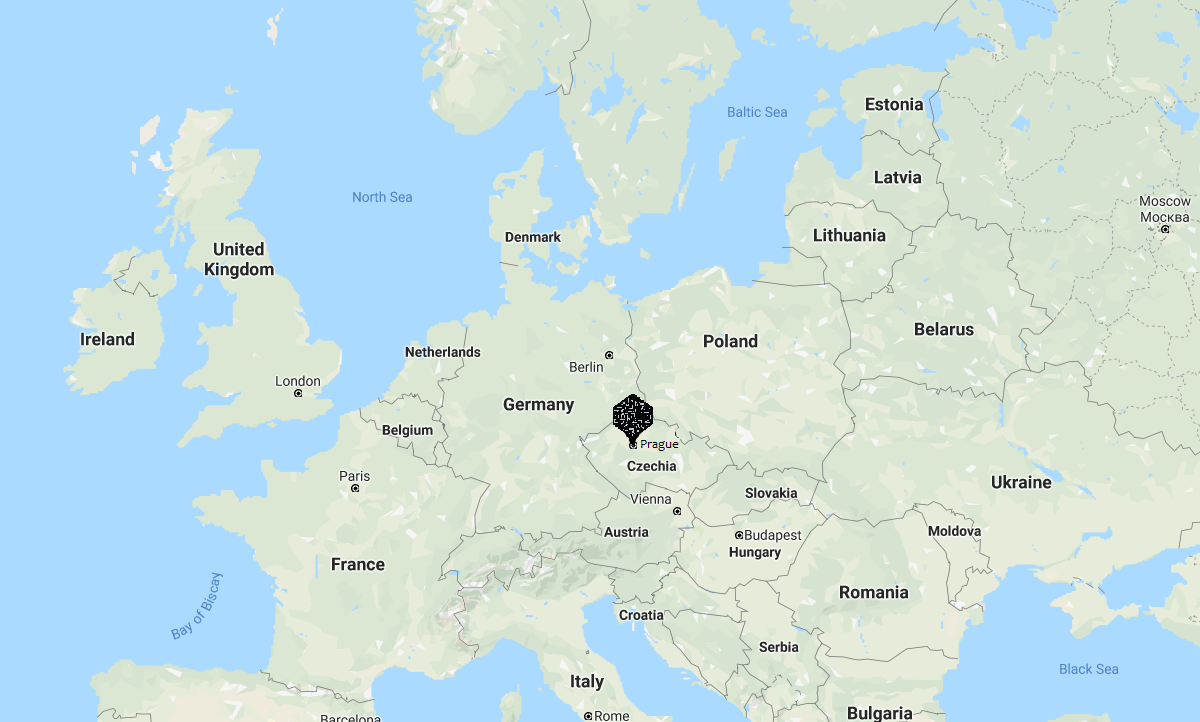 Estonia
Baltic Sea
Latvia
North Sea
Moscow
Москва
Denmark
Lithuania
United
Kingdom
Belarus
Ireland
Poland
Netherlands
Berlin
London
Germany
Belgium
Prague
Czechia
Paris
Ukraine
Slovakia
Vienna
Austria
Moldova
Budapest
Hungary
France
Romania
Bay of Biscay
Croatia
Serbia
Black Sea
Italy
Bulgaria
Rome
Barcelona